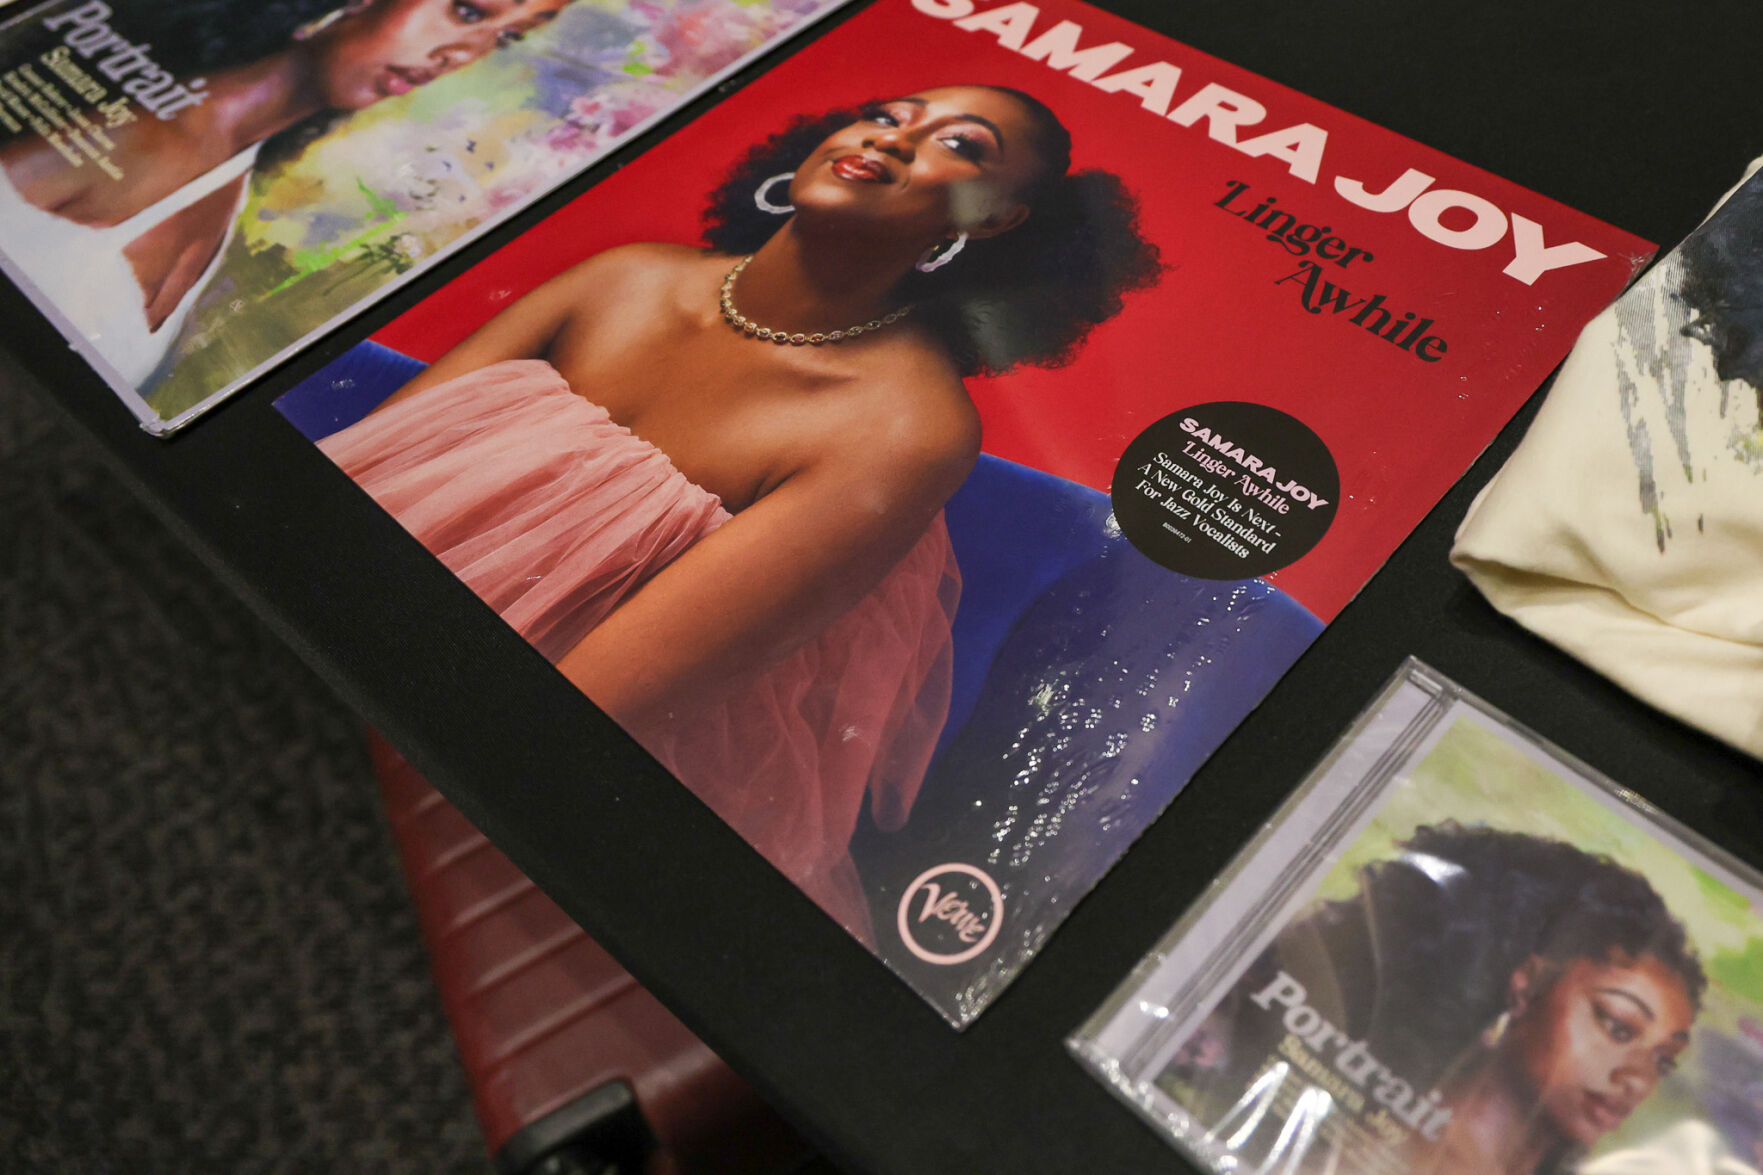 Portrait
Samara Joy
SAMARA JOY
Linger
Awhile
SAMARA JOY
Linger Awhile
Samara Joy Is Next -
A New Gold Standard
For Jazz Vocalists
Verve
Portrait
Samara Joy